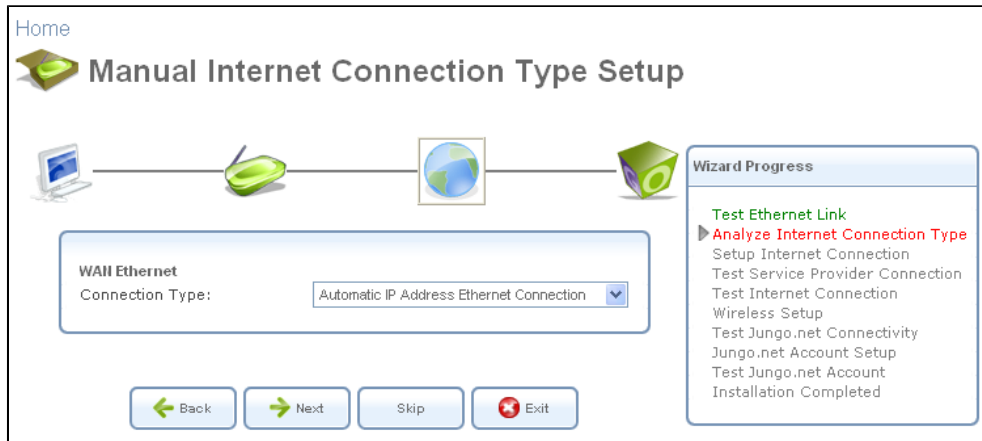 Home
Manual Internet Connection Type Setup
Wizard Progress
Test Ethernet Link
Analyze Internet Connection Type
Setup Internet Connection
Test Service Provider Connection
Test Internet Connection
Wireless Setup
Test Jungo.net Connectivity
Jungo.net Account Setup
Test Jungo.net Account
Installation Completed
WAN Ethernet
Connection Type: Automatic IP Address Ethernet Connection
Back Next Skip Exit